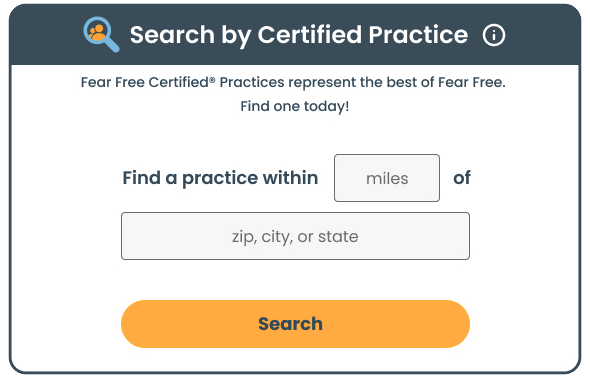 Search by Certified Practice
Fear Free Certified® Practices represent the best of Fear Free.
Find one today!
Find a practice within miles of
zip, city, or state
Search